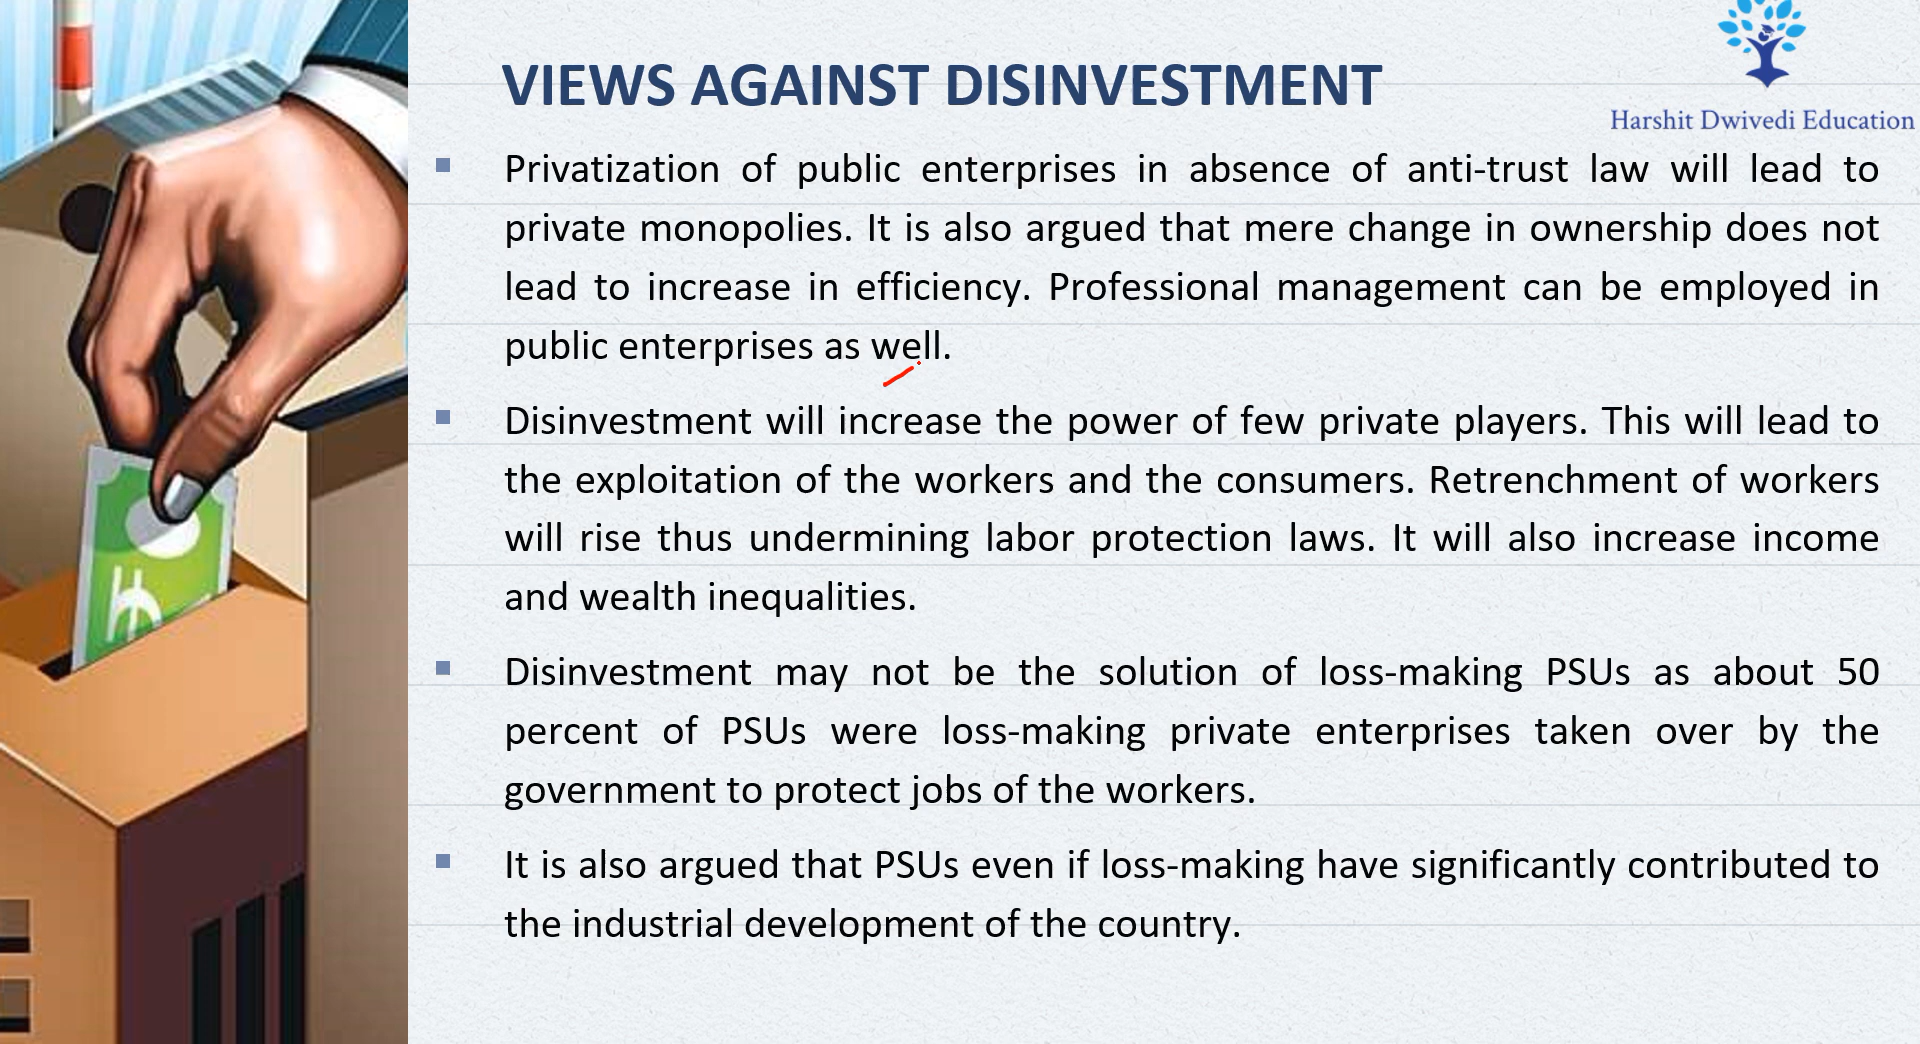 VIEWS AGAINST DISINVESTMENT
Harshit Dwivedi Education
Privatization of public enterprises in absence of anti-trust law will lead to
private monopolies. It is also argued that mere change in ownership does not
lead to increase in efficiency. Professional management can be employed in
public enterprises as well.
Disinvestment will increase the power of few private players. This will lead to
the exploitation of the workers and the consumers. Retrenchment of workers
will rise thus undermining labor protection laws. It will also increase income
and wealth inequalities.
Disinvestment may not be the solution of loss-making PSUs as about 50
percent of PSUs were loss-making private enterprises taken over by the
government to protect jobs of the workers.
It is also argued that PSUs even if loss-making have significantly contributed to
the industrial development of the country.